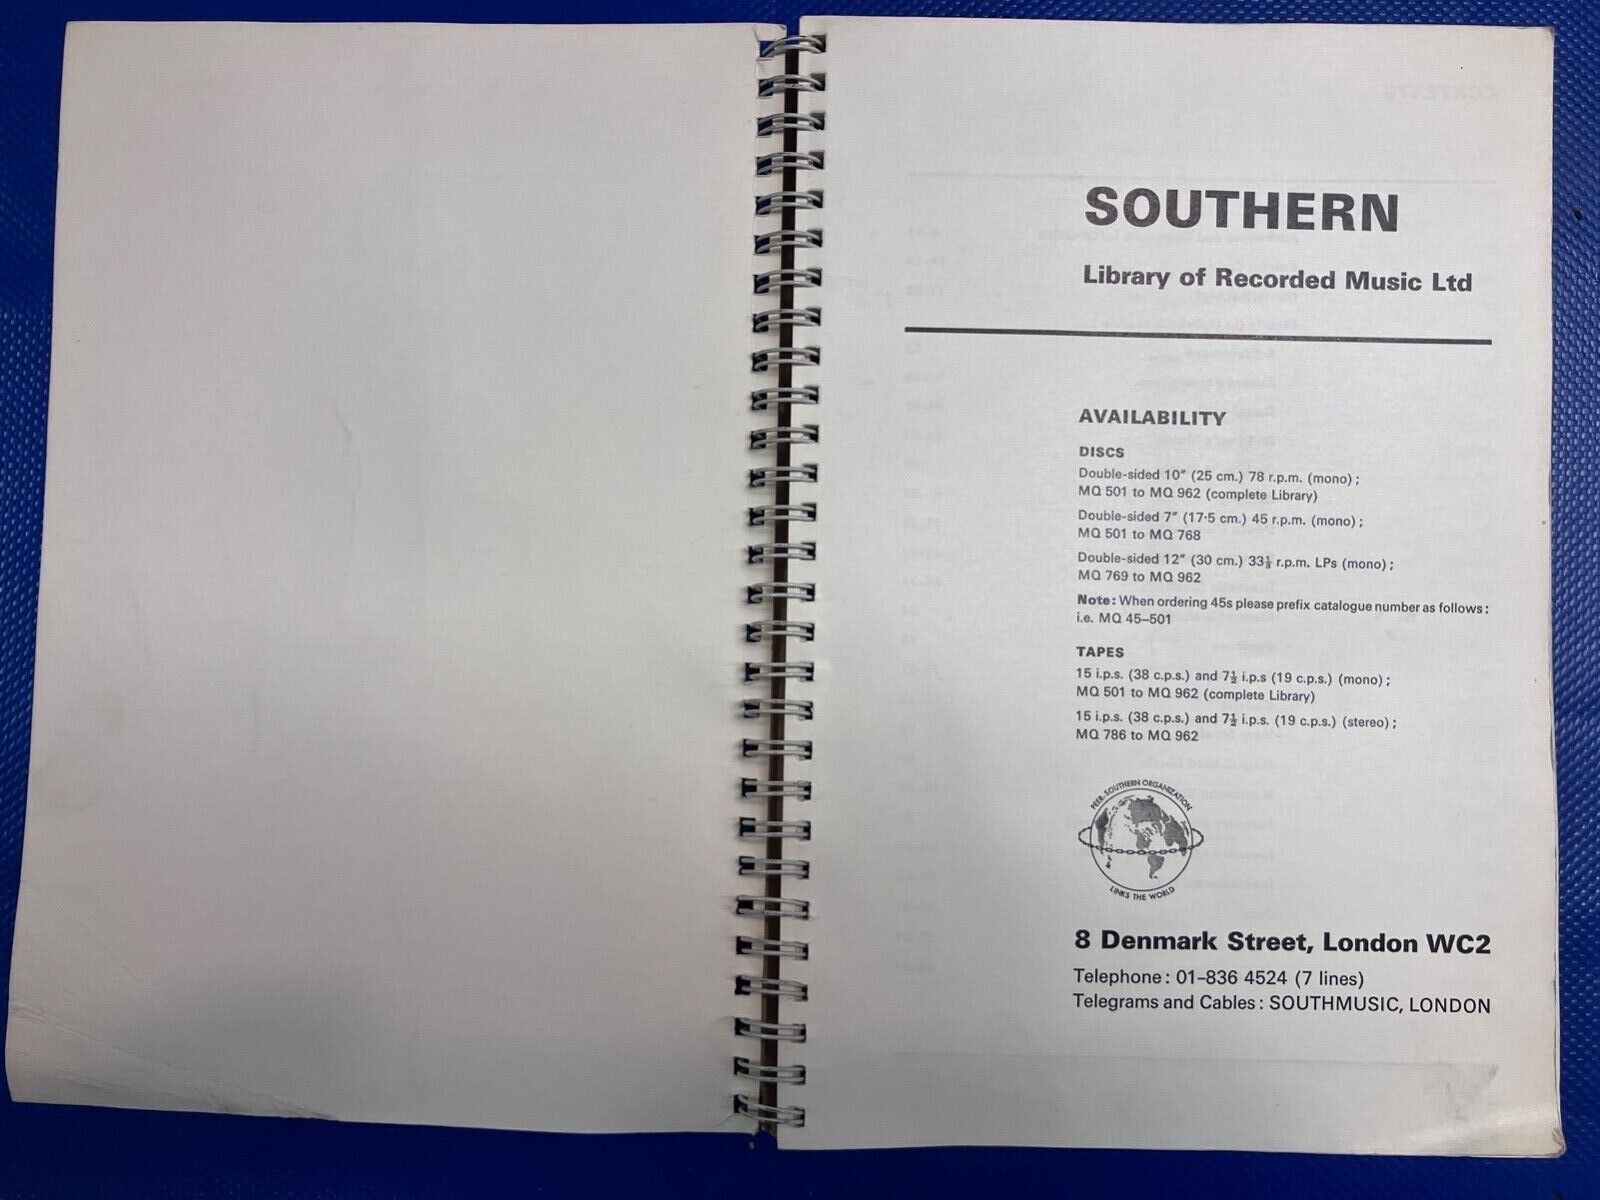 SOUTHERN
Library of Recorded Music Ltd
AVAILABILITY
DISCS
Double-sided 10″ (25 cm.) 78 r.p.m. (mono) ;
MQ 501 to MQ 962 (complete Library)
Double-sided 7″ (17·5 cm.) 45 r.p.m. (mono) ;
MQ 501 to MQ 768
Double-sided 12″ (30 cm.) 33⅓ r.p.m. LPs (mono) ;
MQ 769 to MQ 962
Note: When ordering 45s please prefix catalogue number as follows:
i.e. MQ 45–501
TAPES
15 i.p.s. (38 c.p.s.) and 7½ i.p.s (19 c.p.s.) (mono) ;
MQ 501 to MQ 962 (complete Library)
15 i.p.s. (38 c.p.s.) and 7½ i.p.s. (19 c.p.s.) (stereo) ;
MQ 786 to MQ 962
PEER-SOUTHERN ORGANIZATION
LINKS THE WORLD
8 Denmark Street, London WC2
Telephone: 01–836 4524 (7 lines)
Telegrams and Cables: SOUTHMUSIC, LONDON